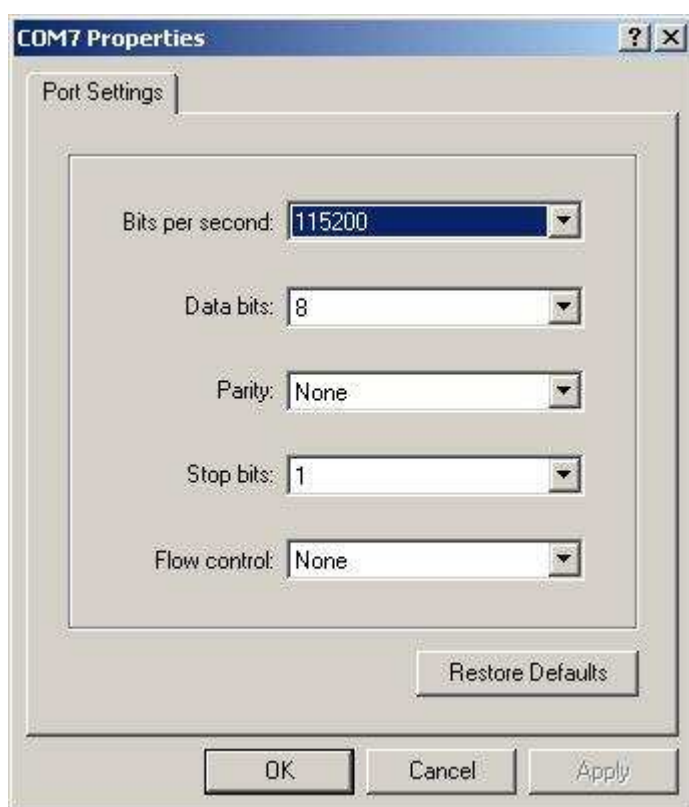 COM7 Properties
Port Settings
Bits per second: 115200
Data bits: 8
Parity: None
Stop bits: 1
Flow control: None
Restore Defaults
OK Cancel Apply